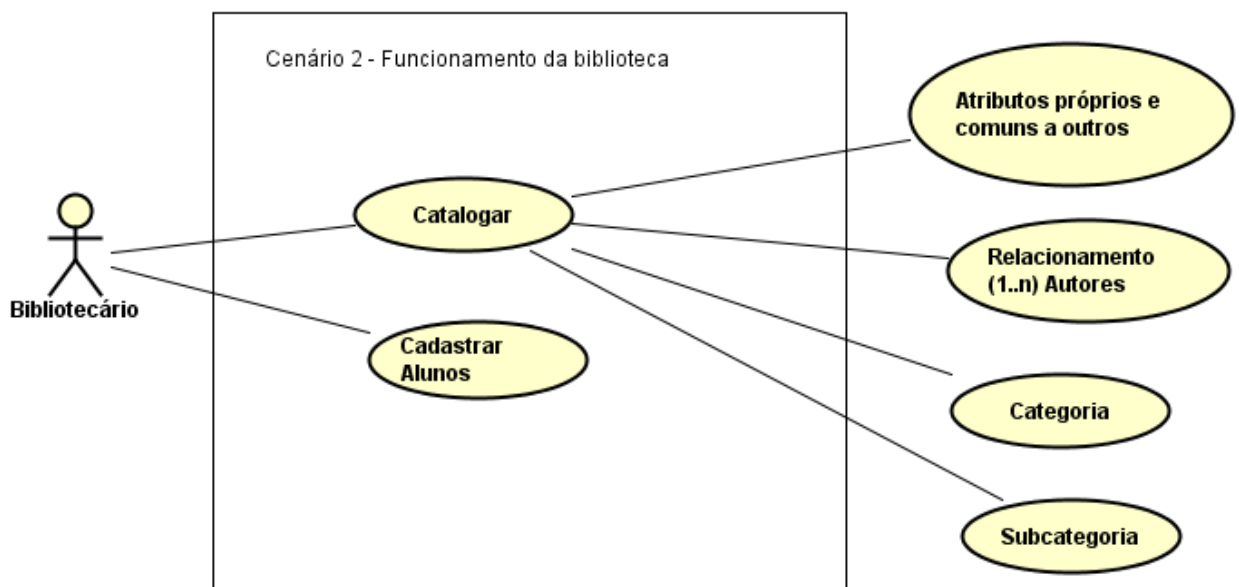 Cenário 2 - Funcionamento da biblioteca
Atributos próprios e
comuns a outros
Catalogar
Relacionamento
(1..n) Autores
Bibliotecário
Cadastrar
Alunos
Categoria
Subcategoria